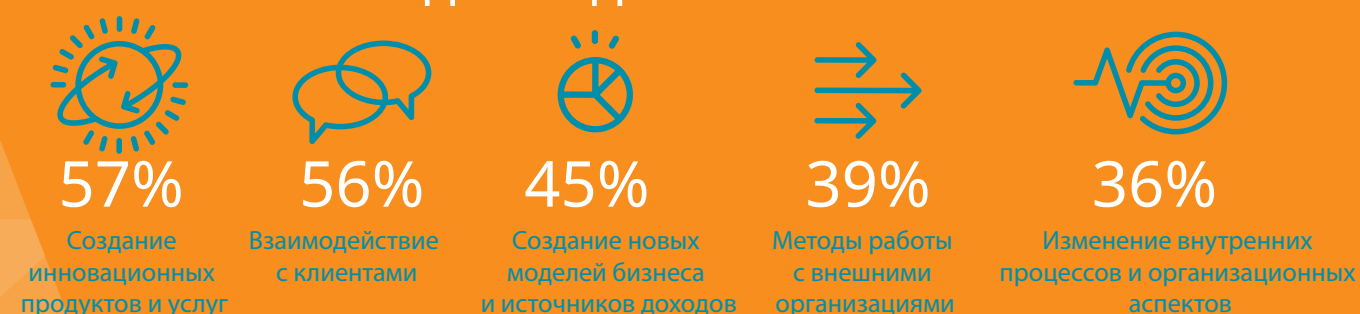 57%
56%
45%
39%
36%
Создание
инновационных
продуктов и услуг
Взаимодействие
с клиентами
Создание новых
моделей бизнеса
и источников доходов
Методы работы
с внешними
организациями
Изменение внутренних
процессов и организационных
аспектов